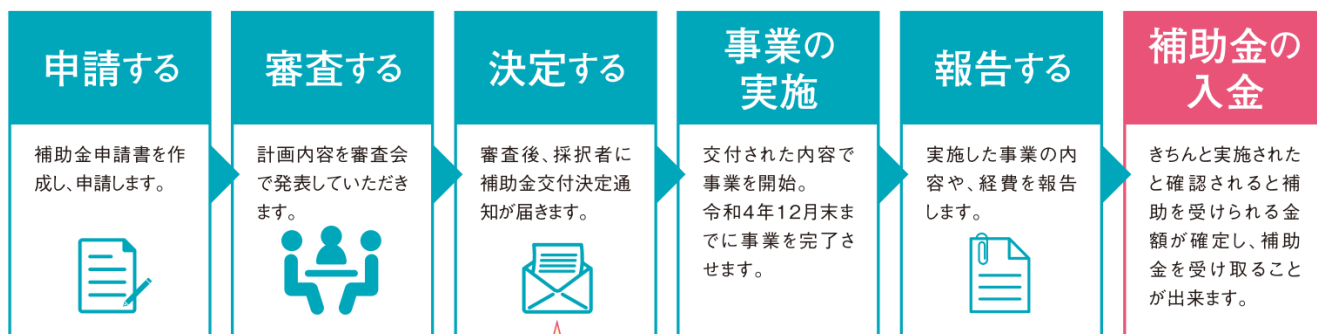 申請する
補助金申請書を作
成し、申請します。
審査する
計画内容を審査会
で発表していただき
ます。
決定する
審査後、採択者に
補助金交付決定通
知が届きます。
事業の
実施
交付された内容で
事業を開始。
令和4年12月末ま
でに事業を完了さ
せます。
報告する
実施した事業の内
容や、経費を報告
します。
補助金の
入金
きちんと実施された
と確認されると補
助を受けられる金
額が確定し、補助
金を受け取ること
が出来ます。